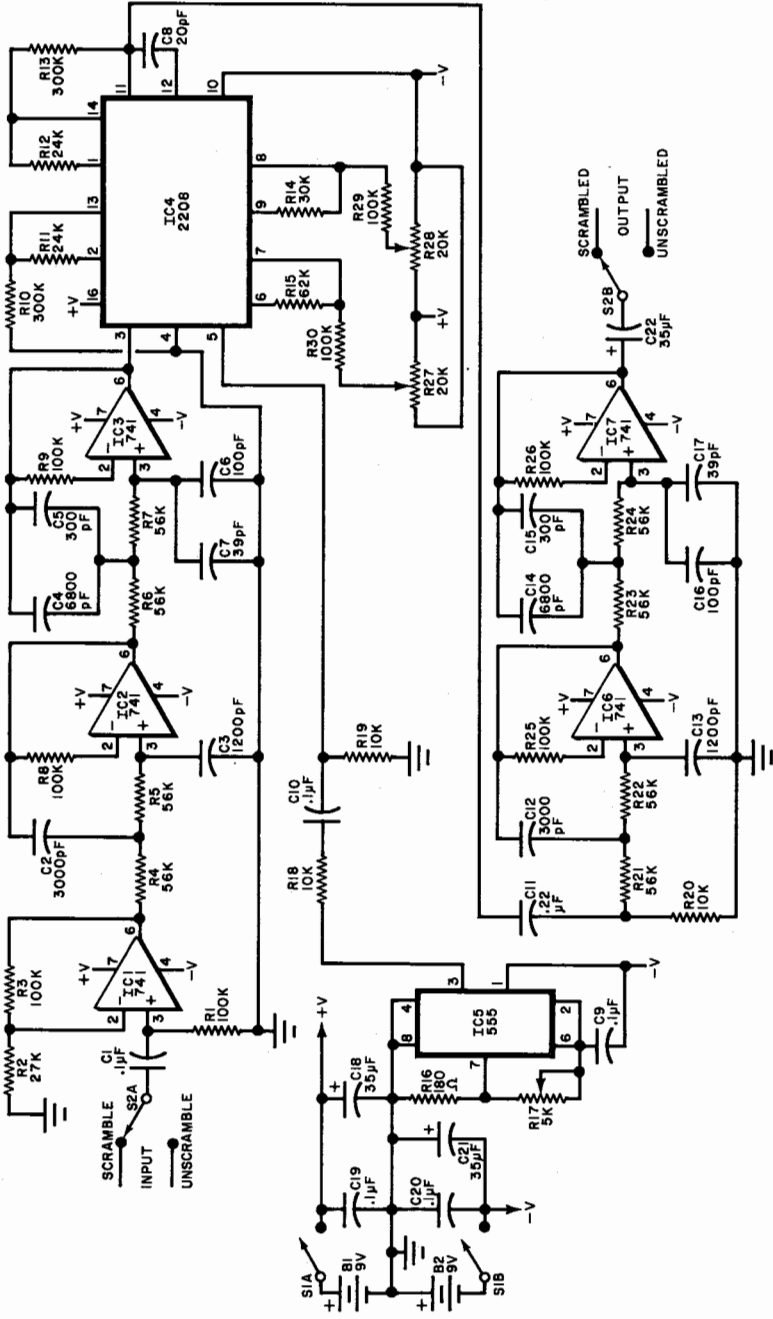 SCRAMBLE
INPUT
UNSCRAMBLE
S2A
C1
.1µF
R1
100K
R2
27K
R3
100K
IC1
741
+V
-V
2
3
6
7
4
R4
56K
C2
3000pF
R5
56K
R8
100K
C3
1200pF
IC2
741
+V
-V
2
3
6
7
4
R6
56K
C4
6800
pF
C5
300
pF
R7
56K
R9
100K
C7
39pF
C6
100pF
IC3
741
+V
-V
2
3
6
7
4
R10
300K
R11
24K
R12
24K
R13
300K
C8
20pF
+V
16
2
13
1
14
11
12
10
3
4
5
IC4
2208
6
7
9
8
R15
62K
R14
30K
R30
100K
R29
100K
R27
20K
R28
20K
+V
-V
S1A
B1
9V
B2
9V
S1B
C19
.1µF
C20
.1µF
C18
35µF
C21
35µF
+V
-V
R16
180
Ω
R17
5K
IC5
555
8
4
7
3
1
6
2
C9
.1µF
-V
R18
10K
C10
.1µF
R19
10K
C11
.22
µF
R20
10K
R21
56K
C12
3000
pF
R22
56K
R25
100K
C13
1200pF
IC6
741
+V
-V
2
3
6
7
4
R23
56K
C14
6800
pF
C15
300
pF
R24
56K
R26
100K
C16
100pF
C17
39pF
IC7
741
+V
-V
2
3
6
7
4
C22
35µF
S2B
SCRAMBLED
OUTPUT
UNSCRAMBLED